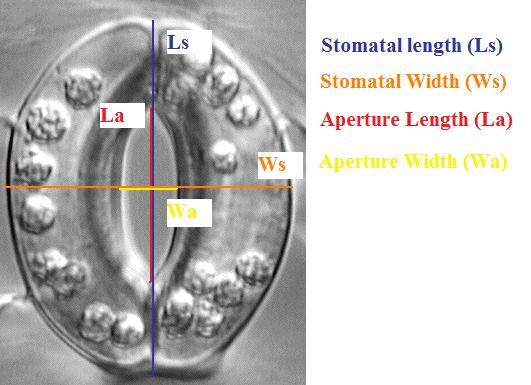 Ls
Stomatal length (Ls)
Stomatal Width (Ws)
La
Aperture Length (La)
Ws
Aperture Width (Wa)
Wa